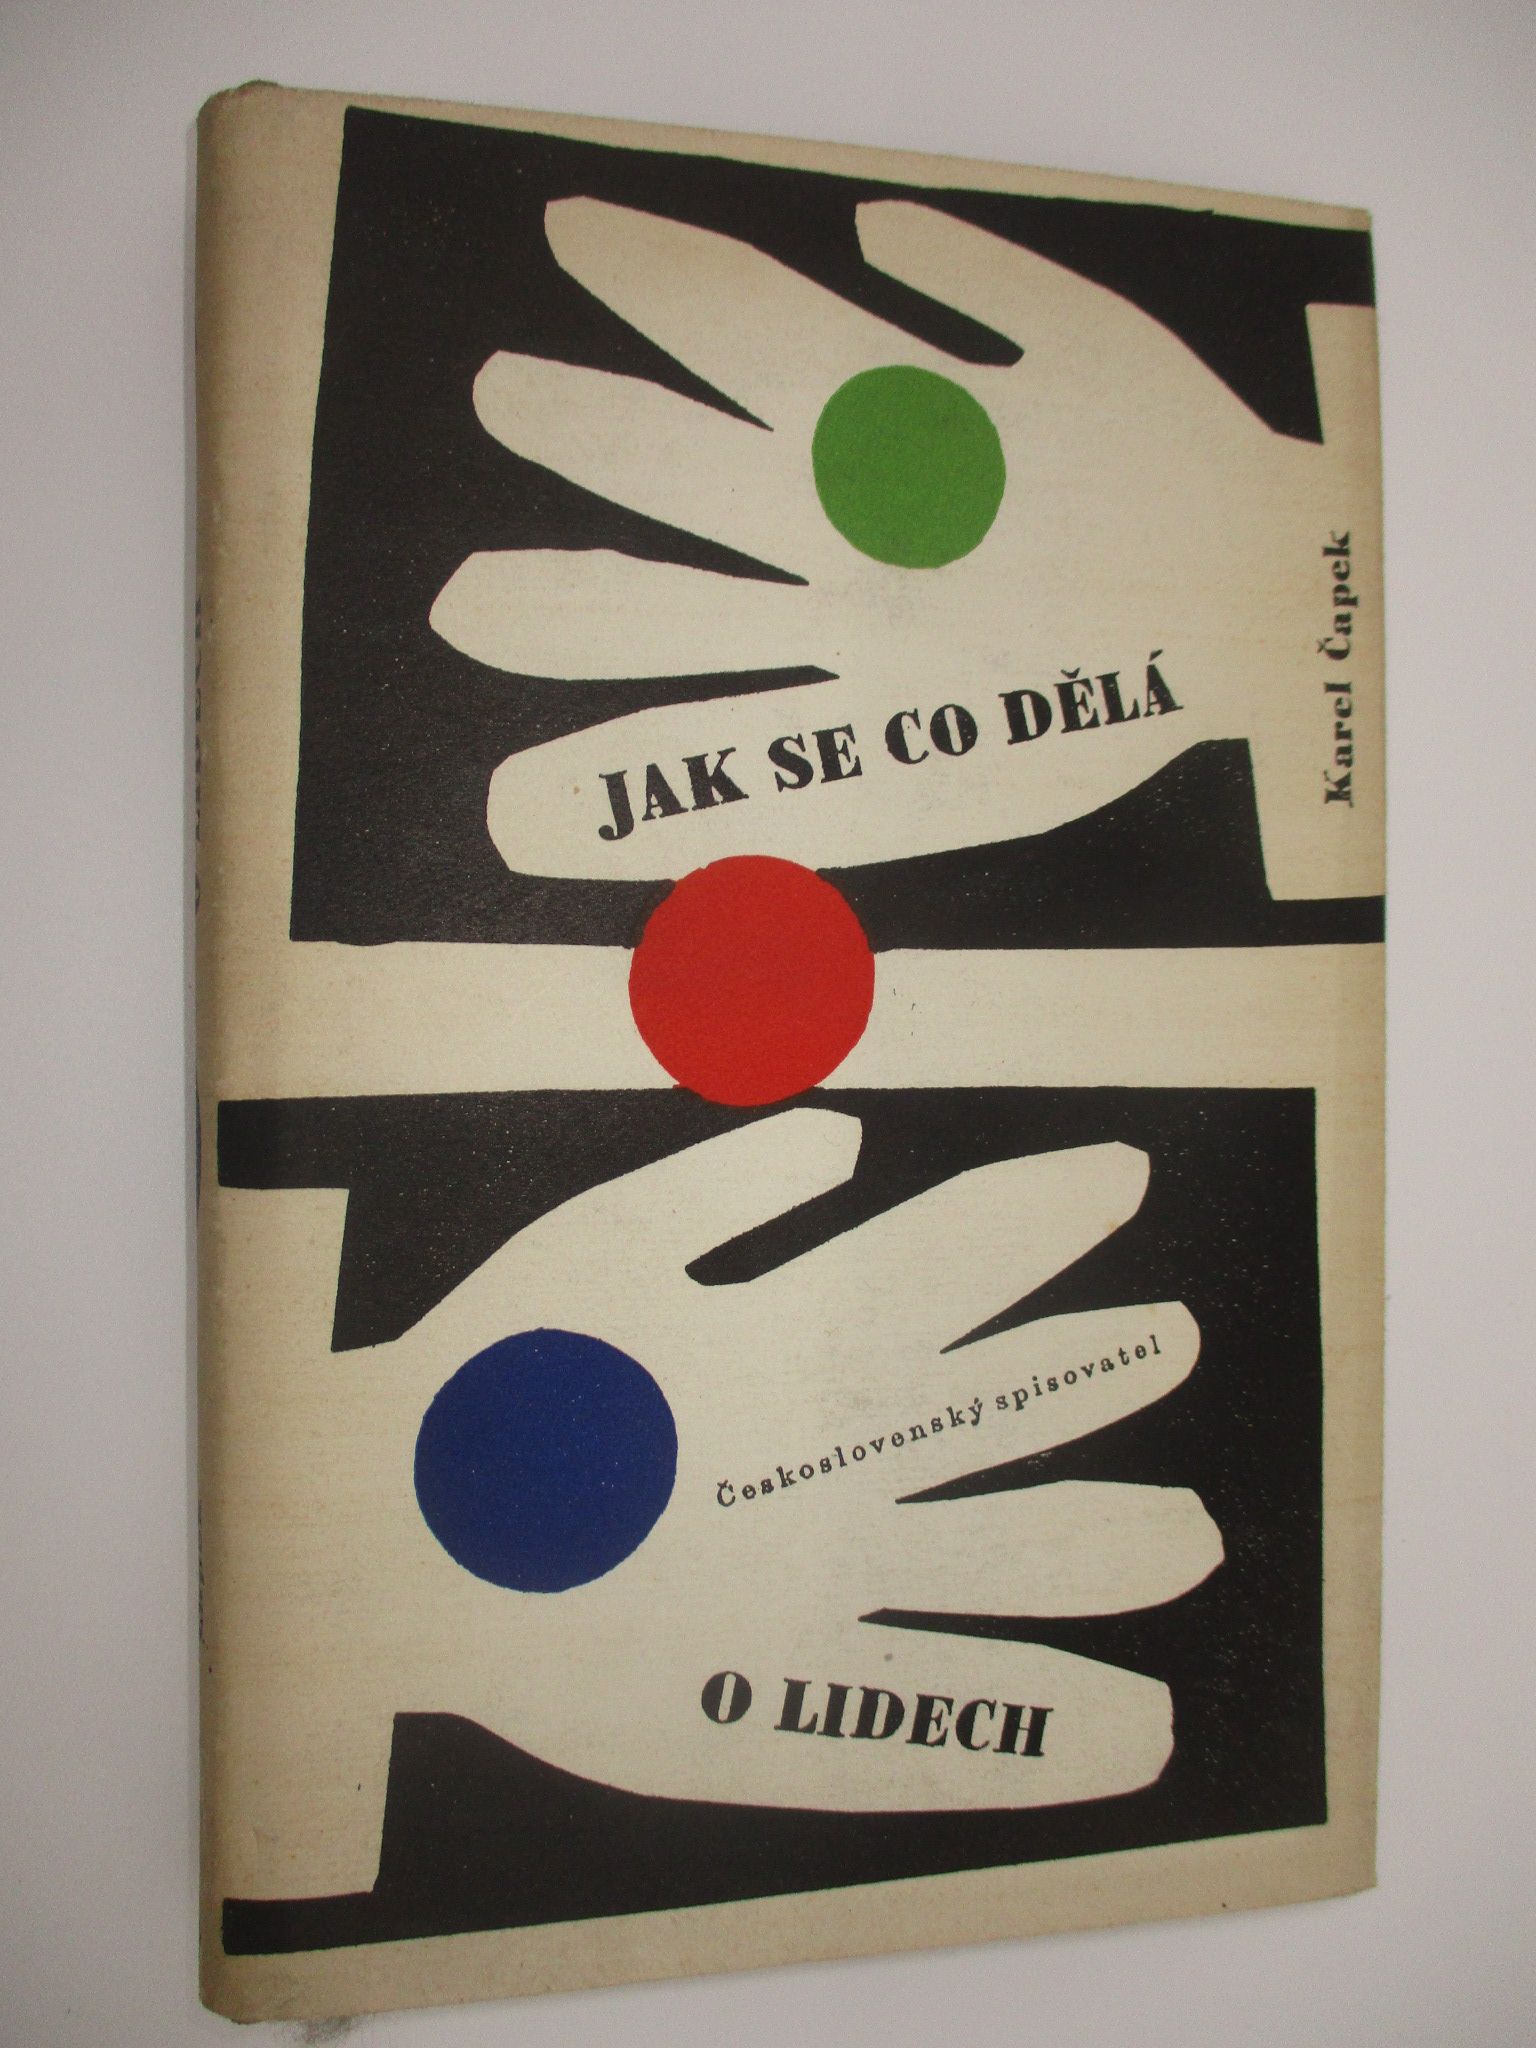 JAK SE CO DĚLÁ
Karel Čapek
Československý spisovatel
O LIDECH